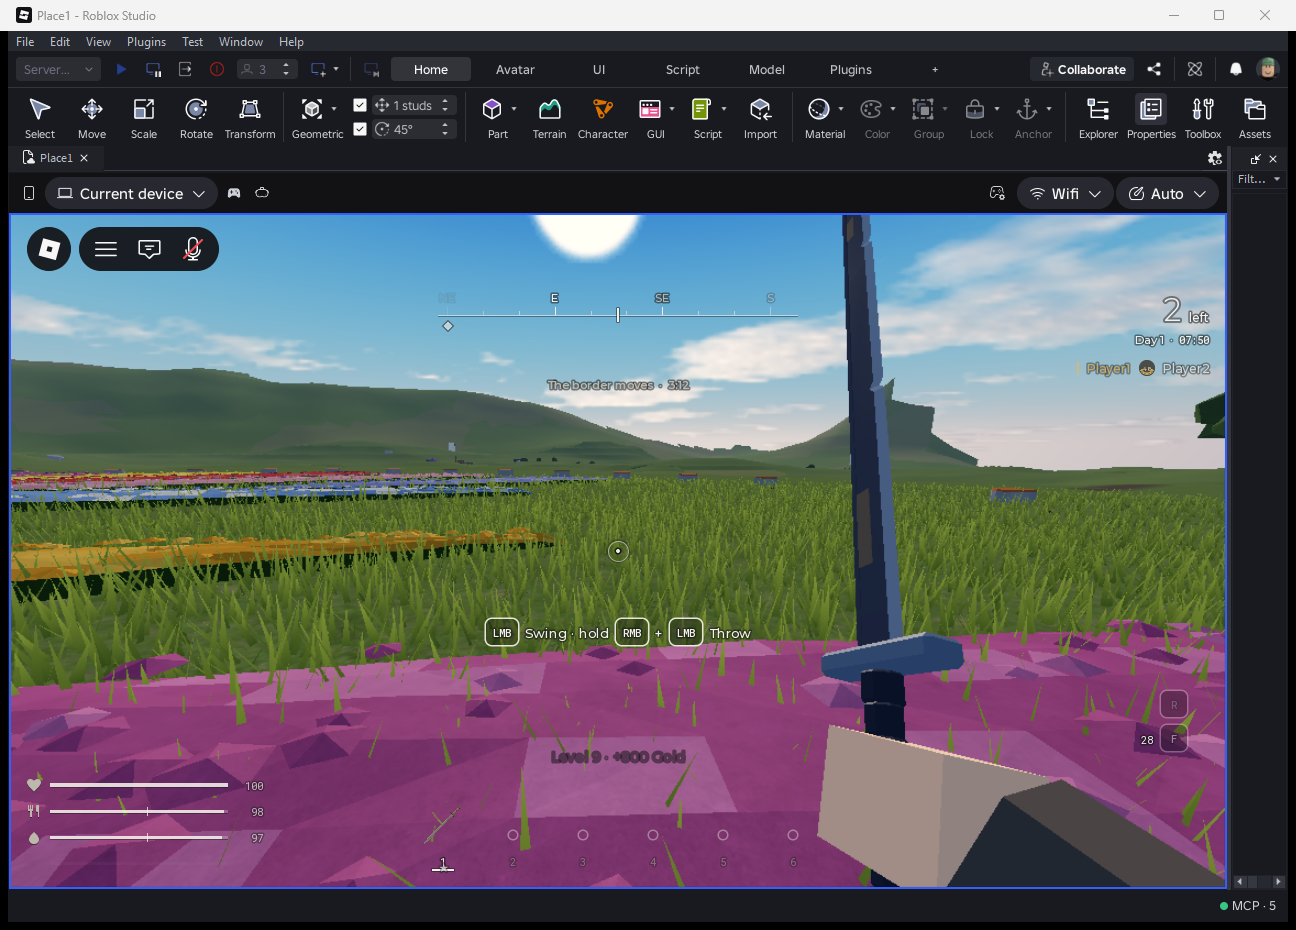 Place1 - Roblox Studio
File Edit View Plugins Test Window Help
Server... 3 Home Avatar UI Script Model Plugins + Collaborate
1 studs
45°
Select Move Scale Rotate Transform Geometric Part Terrain Character GUI Script Import Material Color Group Lock Anchor Explorer Properties Toolbox Assets
Place1
Filt...
Current device Wifi Auto
NE E SE S
2 left
Day1 · 07:50
Player1 Player2
The border moves · 3:12
LMB Swing · hold RMB + LMB Throw
R
28 F
Level 9 · +800 Gold
100
98
97
1 2 3 4 5 6
MCP · 5